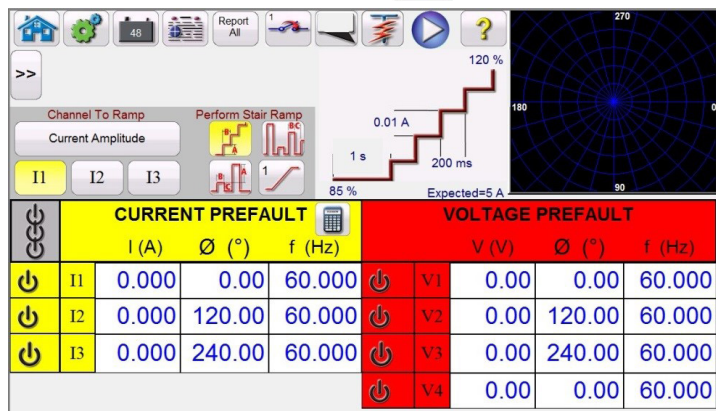 48
Report
All
1
?
270
>>
120 %
180
0
Channel To Ramp
Perform Stair Ramp
0.01 A
Current Amplitude
B
A
BC
1 s
200 ms
I1
I2
I3
B
C
A
1
85 %
Expected=5 A
90
CURRENT PREFAULT
VOLTAGE PREFAULT
I (A) Ø (°) f (Hz)
V (V) Ø (°) f (Hz)
I1 0.000 0.00 60.000 V1 0.00 0.00 60.000
I2 0.000 120.00 60.000 V2 0.00 120.00 60.000
I3 0.000 240.00 60.000 V3 0.00 240.00 60.000
V4 0.00 0.00 60.000